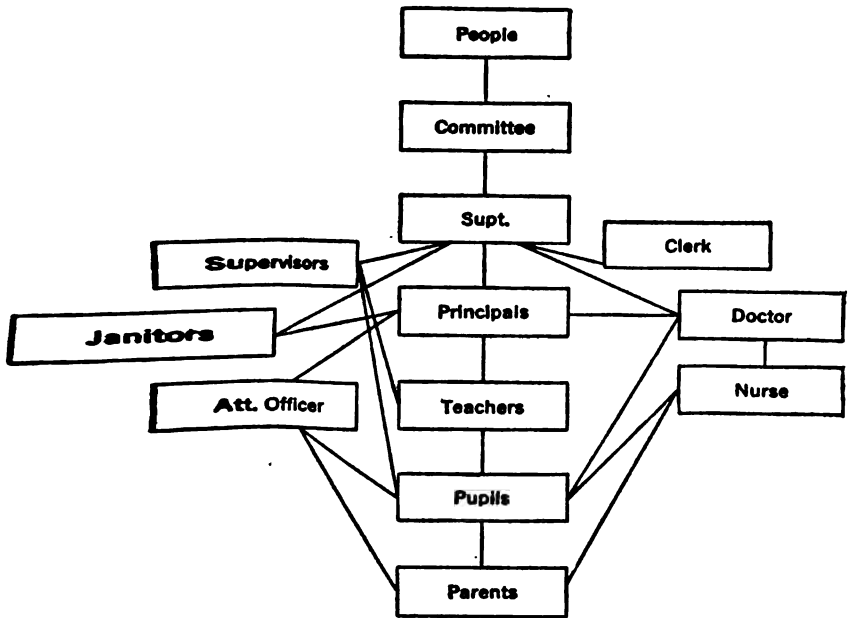 People
Committee
Supt.
Supervisors
Clerk
Janitors
Principals
Doctor
Att. Officer
Teachers
Nurse
Pupils
Parents